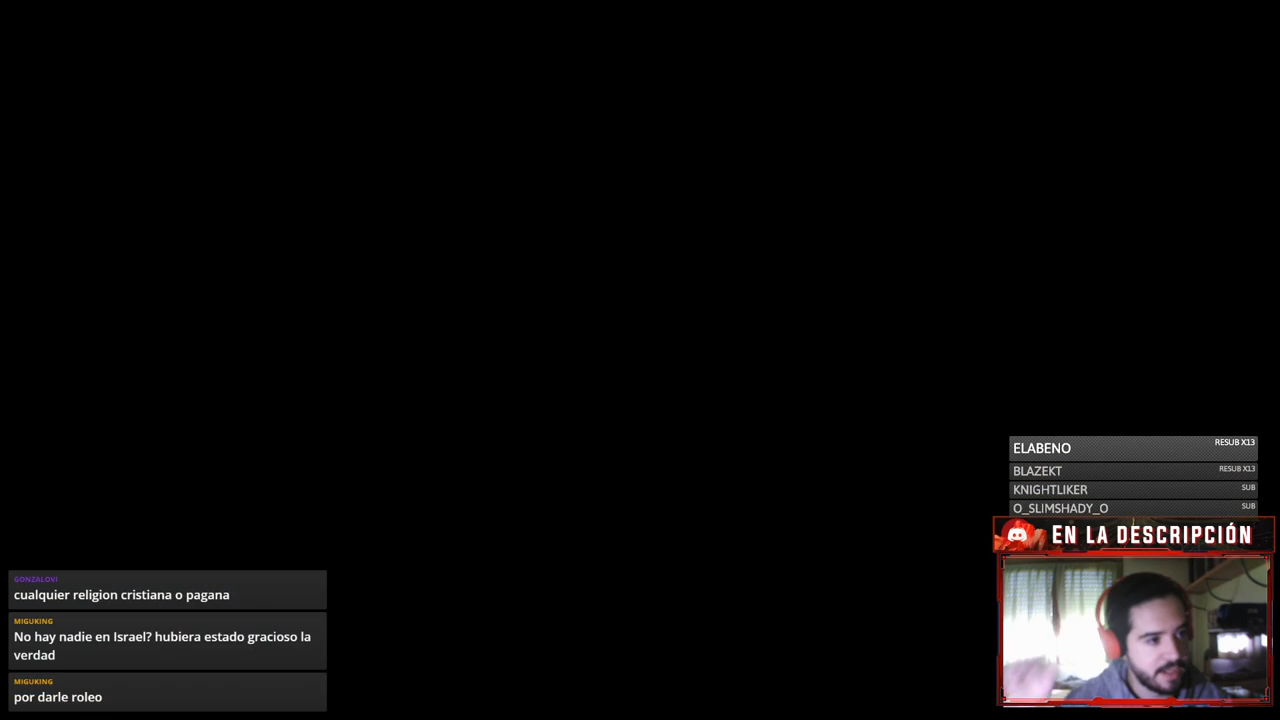 ELABENO RESUB X13
BLAZEKT RESUB X13
KNIGHTLIKER SUB
O_SLIMSHADY_O SUB
EN LA DESCRIPCIÓN
GONZALOVI
cualquier religion cristiana o pagana
MIGUKING
No hay nadie en Israel? hubiera estado gracioso la
verdad
MIGUKING
por darle roleo